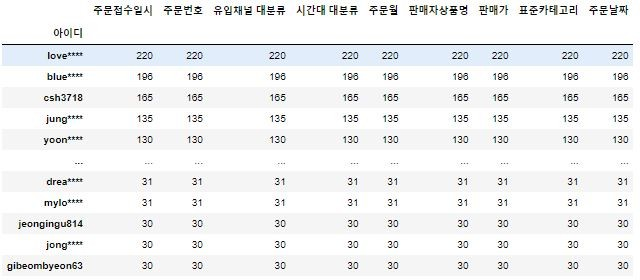 주문접수일시 주문번호 유입채널 대분류 시간대 대분류 주문월 판매자상품명 판매가 표준카테고리 주문날짜
아이디
love**** 220 220 220 220 220 220 220 220 220
blue**** 196 196 196 196 196 196 196 196 196
csh3718 165 165 165 165 165 165 165 165 165
jung**** 135 135 135 135 135 135 135 135 135
yoon**** 130 130 130 130 130 130 130 130 130
... ... ... ... ... ... ... ... ... ...
drea**** 31 31 31 31 31 31 31 31 31
mylo**** 31 31 31 31 31 31 31 31 31
jeongingu814 30 30 30 30 30 30 30 30 30
jong**** 30 30 30 30 30 30 30 30 30
gibeombyeon63 30 30 30 30 30 30 30 30 30